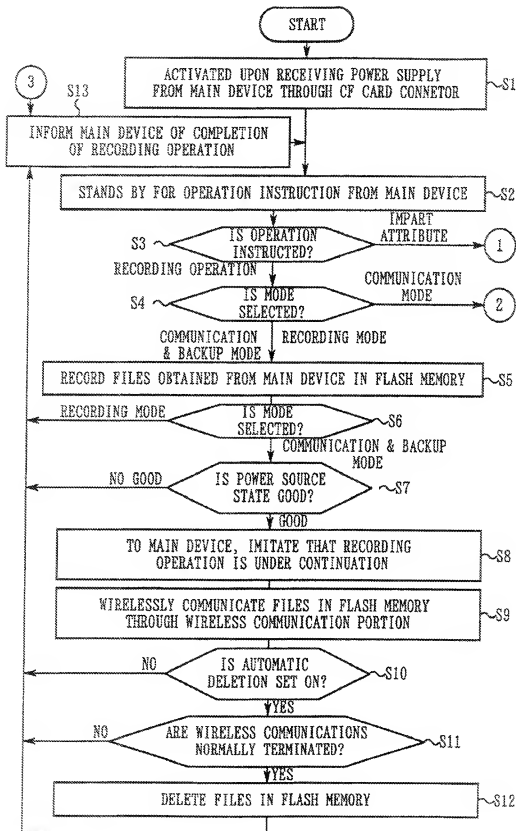 START
3
S13
ACTIVATED UPON RECEIVING POWER SUPPLY
FROM MAIN DEVICE THROUGH CF CARD CONNETOR
S1
INFORM MAIN DEVICE OF COMPLETION
OF RECORDING OPERATION
STANDS BY FOR OPERATION INSTRUCTION FROM MAIN DEVICE
S2
S3
IS OPERATION
INSTRUCTED?
IMPART
ATTRIBUTE
1
RECORDING OPERATION
S4
IS MODE
SELECTED?
COMMUNICATION
MODE
2
COMMUNICATION
& BACKUP MODE
RECORDING MODE
RECORD FILES OBTAINED FROM MAIN DEVICE IN FLASH MEMORY
S5
RECORDING MODE
IS MODE
SELECTED?
S6
COMMUNICATION & BACKUP
MODE
NO GOOD
IS POWER SOURCE
STATE GOOD?
S7
GOOD
TO MAIN DEVICE, IMITATE THAT RECORDING
OPERATION IS UNDER CONTINUATION
S8
WIRELESSLY COMMUNICATE FILES IN FLASH MEMORY
THROUGH WIRELESS COMMUNICATION PORTION
S9
NO
IS AUTOMATIC
DELETION SET ON?
S10
YES
NO
ARE WIRELESS COMMUNICATIONS
NORMALLY TERMINATED?
S11
YES
DELETE FILES IN FLASH MEMORY
S12